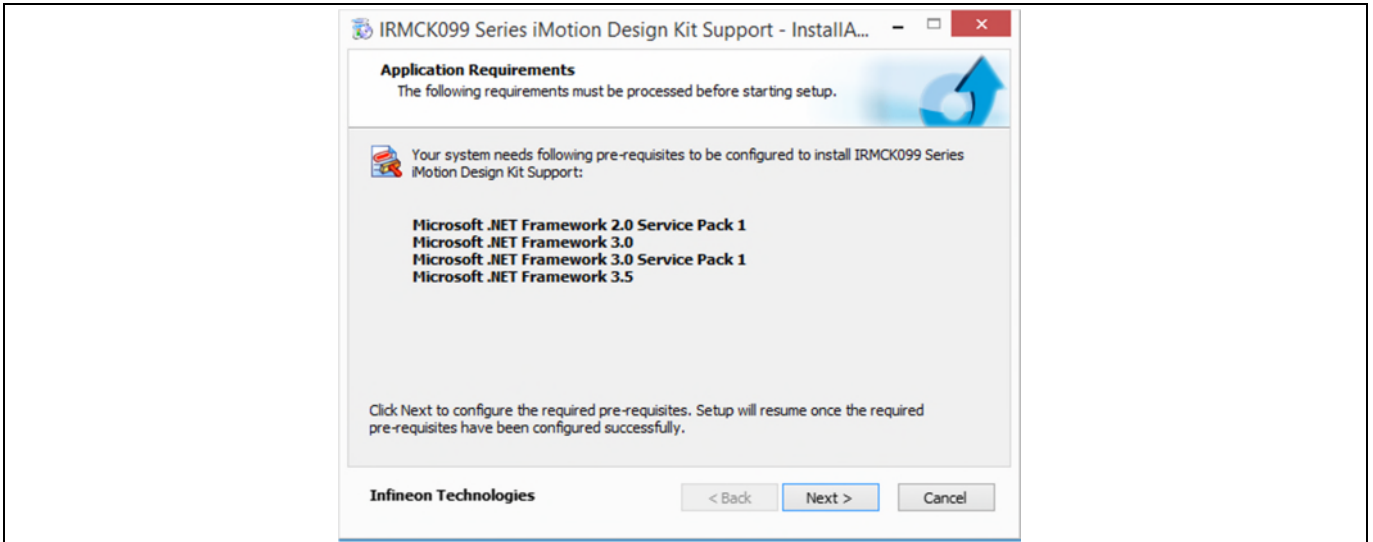 IRMCK099 Series iMotion Design Kit Support - InstallA...
Application Requirements
The following requirements must be processed before starting setup.
Your system needs following pre-requisites to be configured to install IRMCK099 Series
iMotion Design Kit Support:
Microsoft .NET Framework 2.0 Service Pack 1
Microsoft .NET Framework 3.0
Microsoft .NET Framework 3.0 Service Pack 1
Microsoft .NET Framework 3.5
Click Next to configure the required pre-requisites. Setup will resume once the required
pre-requisites have been configured successfully.
Infineon Technologies
< Back
Next >
Cancel